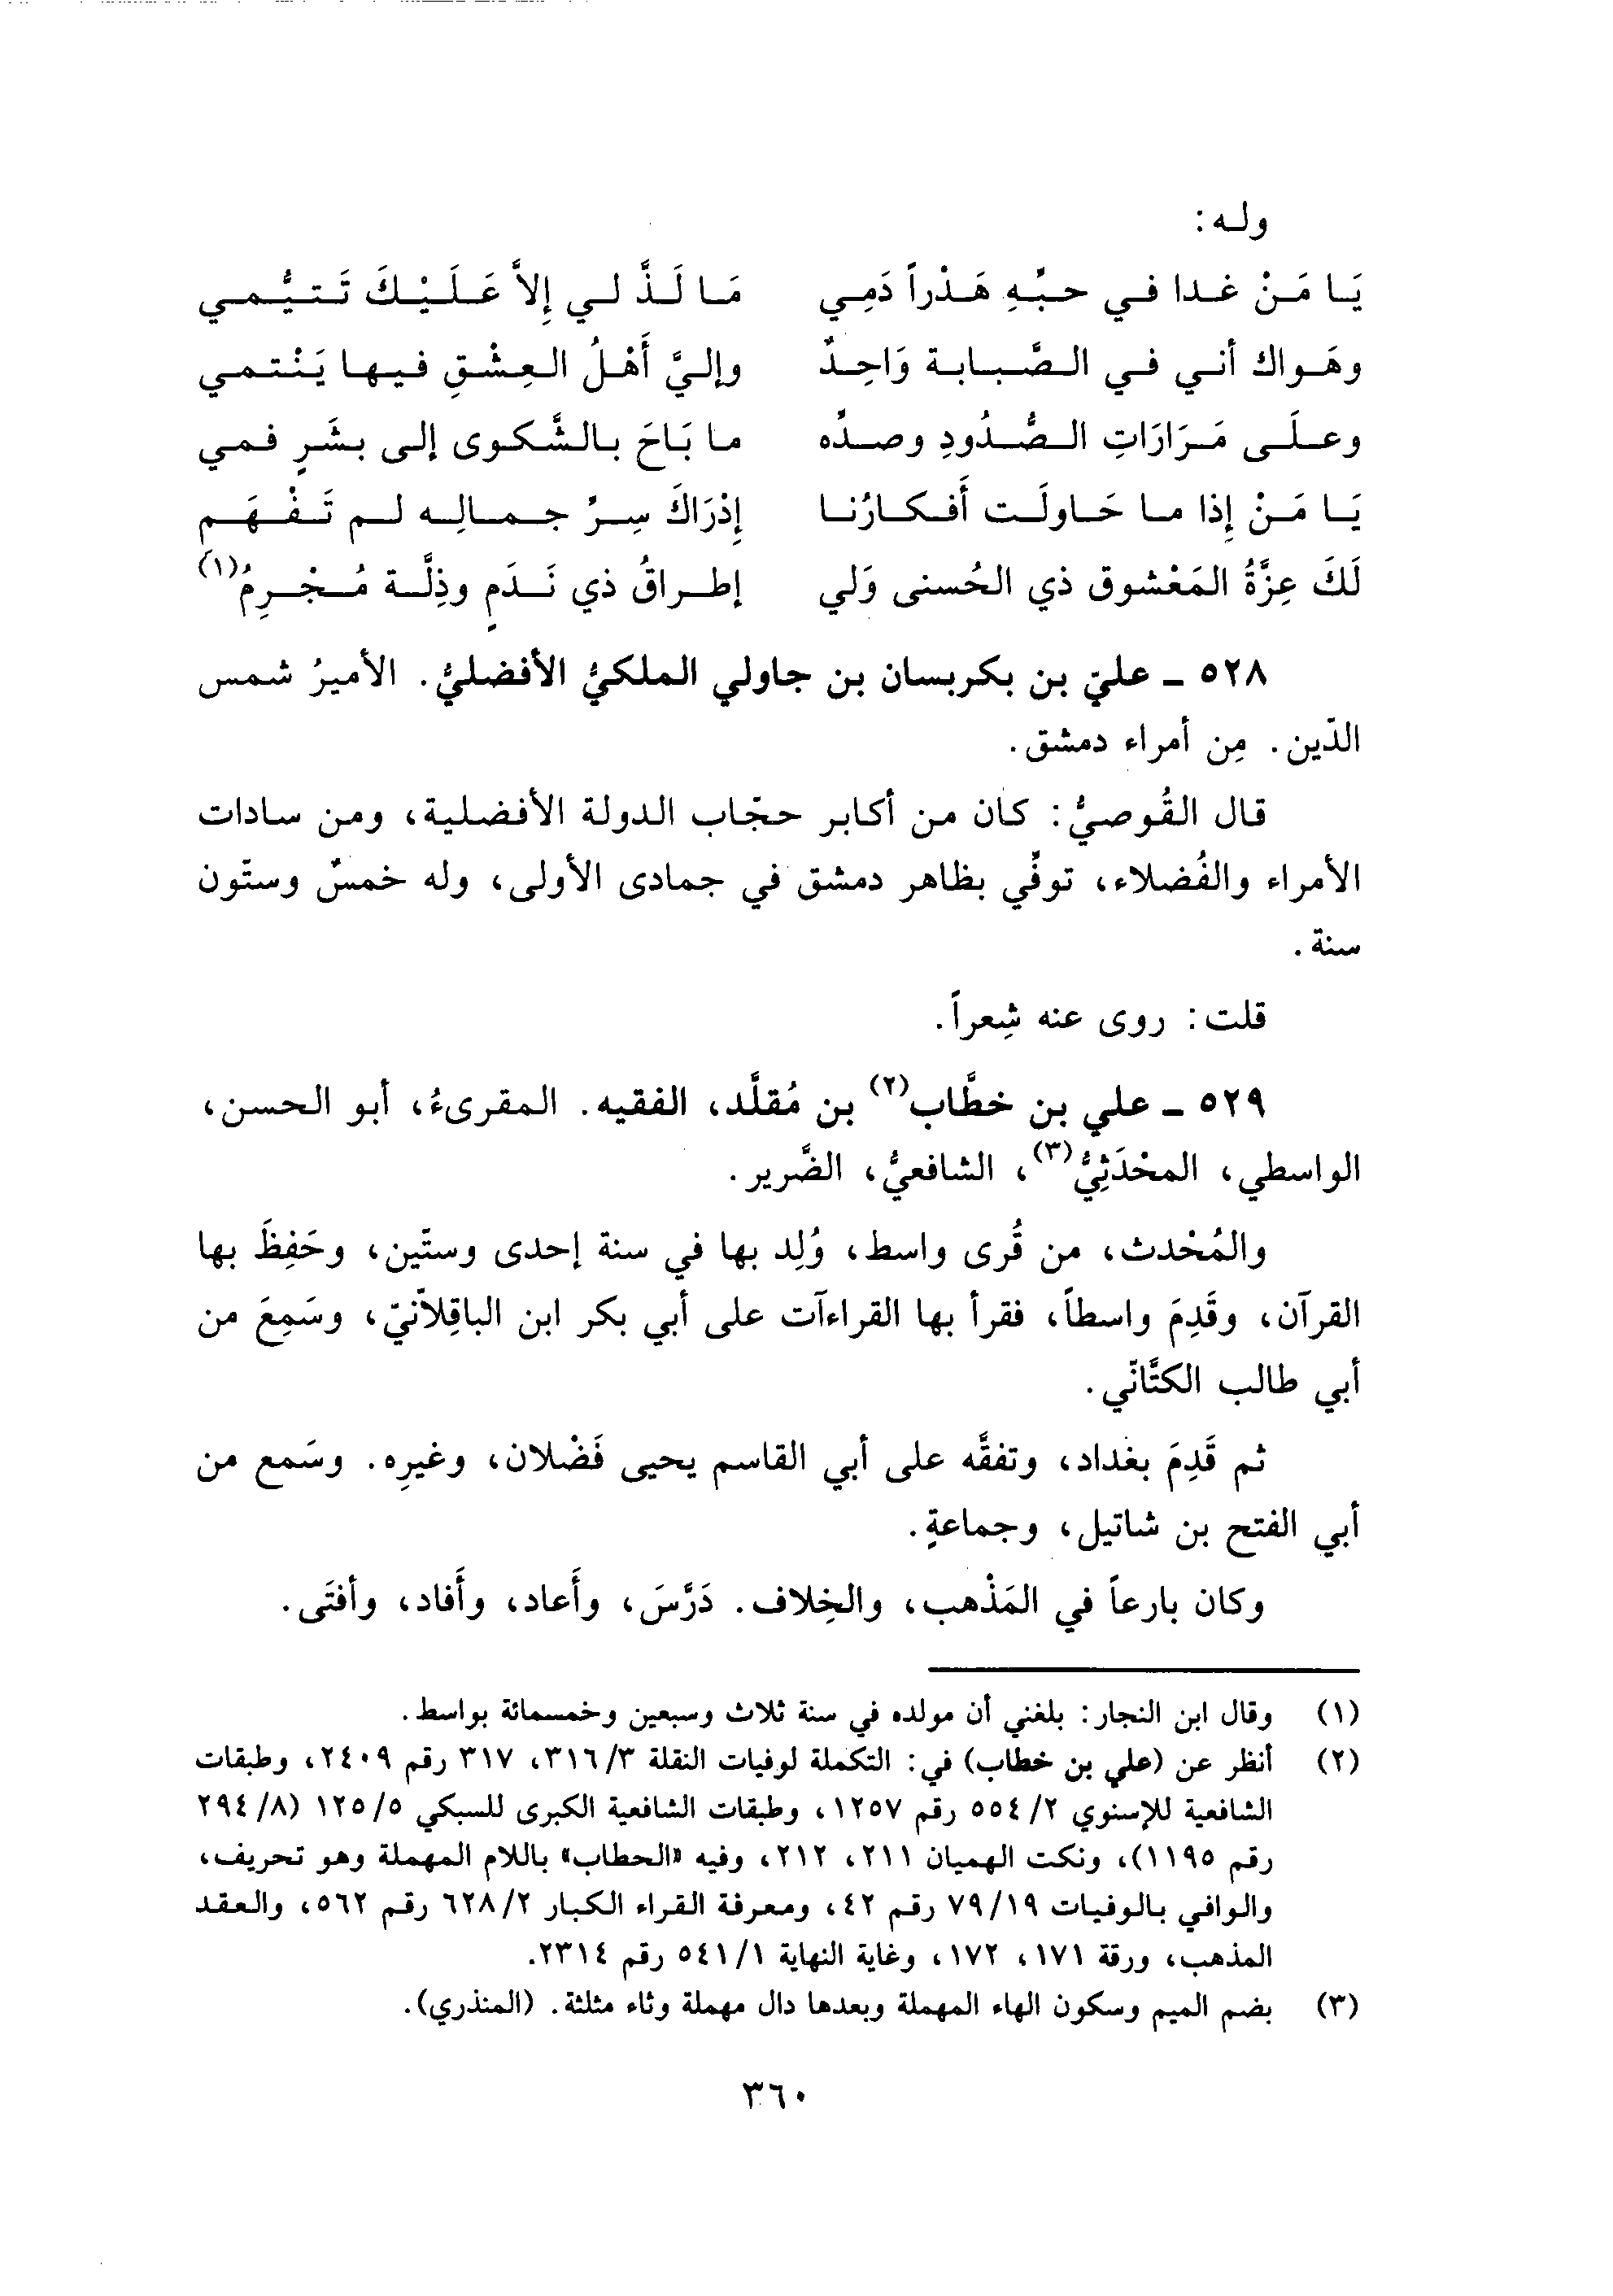 ولـه :
يَـا مَـنْ غـدا فـي حـبِّـهِ هَـذْراً دَمِـي مَـا لَـذَّ لـي إِلاَّ عَـلَـيْـكَ تَـتـيُّـمـي
وهَـواك أنـي فـي الـصَّـبـابـة وَاحِـدٌ وإلـيَّ أَهْـلُ الـعِـشْـقِ فـيـهـا يَـنْـتـمـي
وعـلَـى مَـرَارَاتِ الـصُّـدُودِ وصـدِّه مـا بَـاحَ بـالـشَّـكـوى إلـى بـشَـرٍ فـمـي
يَـا مَـنْ إِذا مـا حَـاولَـت أَفـكـارُنـا إِدْرَاكَ سِـرِّ جـمـالِـه لـم تَـفْـهَـم
لَكَ عِزَّةُ المَعْشوق ذي الحُسنى وَلي إطـراقُ ذي نَـدَمٍ وذِلَّـة مُـجْـرِمُ(١)
٥٢٨ ـ عليّ بن بكربسان بن جاولي الملكيُّ الأفضليُّ. الأميرُ شمس
الدّين. مِن أمراء دمشق.
قال القُوصيُّ: كان من أكابر حجّاب الدولة الأفضلية، ومن سادات
الأمراء والفُضلاء، توفِّي بظاهر دمشق في جمادى الأولى، وله خمسٌ وستّون
سنة.
قلت: روى عنه شِعراً.
٥٢٩ ـ علي بن خطَّاب(٢) بن مُقلَّد، الفقيه. المقرىءُ، أبو الحسن،
الواسطي، المحْدَثِيُّ(٣)، الشافعيُّ، الضَّرير.
والمُحْدث، من قُرى واسط، وُلِد بها في سنة إحدى وستّين، وحَفِظَ بها
القرآن، وقَدِمَ واسطاً، فقرأ بها القراءآت على أبي بكر ابن الباقِلاّنيّ، وسَمِعَ من
أبي طالب الكتَّانّي.
ثم قَدِمَ بغداد، وتفقَّه على أبي القاسم يحيى فَضْلان، وغيرِه. وسَمع من
أبي الفتح بن شاتيل، وجماعةٍ.
وكان بارعاً في المَذْهب، والخِلاف. دَرَّسَ، وأَعاد، وأَفاد، وأفتَى.
(١) وقال ابن النجار: بلغني أن مولده في سنة ثلاث وسبعين وخمسمائة بواسط.
(٢) أنظر عن (علي بن خطاب) في: التكملة لوفيات النقلة ٣/٣١٦، ٣١٧ رقم ٢٤٠٩، وطبقات
الشافعية للإسنوي ٢/٥٥٤ رقم ١٢٥٧، وطبقات الشافعية الكبرى للسبكي ٥/١٢٥ (٨/٢٩٤
رقم ١١٩٥)، ونكت الهميان ٢١١، ٢١٢، وفيه «الحطاب» باللام المهملة وهو تحريف،
والوافي بالوفيات ١٩/٧٩ رقم ٤٢، ومعرفة القراء الكبار ٢/٦٢٨ رقم ٥٦٢، والعقد
المذهب، ورقة ١٧١، ١٧٢، وغاية النهاية ١/٥٤١ رقم ٢٣١٤.
(٣) بضم الميم وسكون الهاء المهملة وبعدها دال مهملة وثاء مثلثة. (المنذري).
٣٦٠